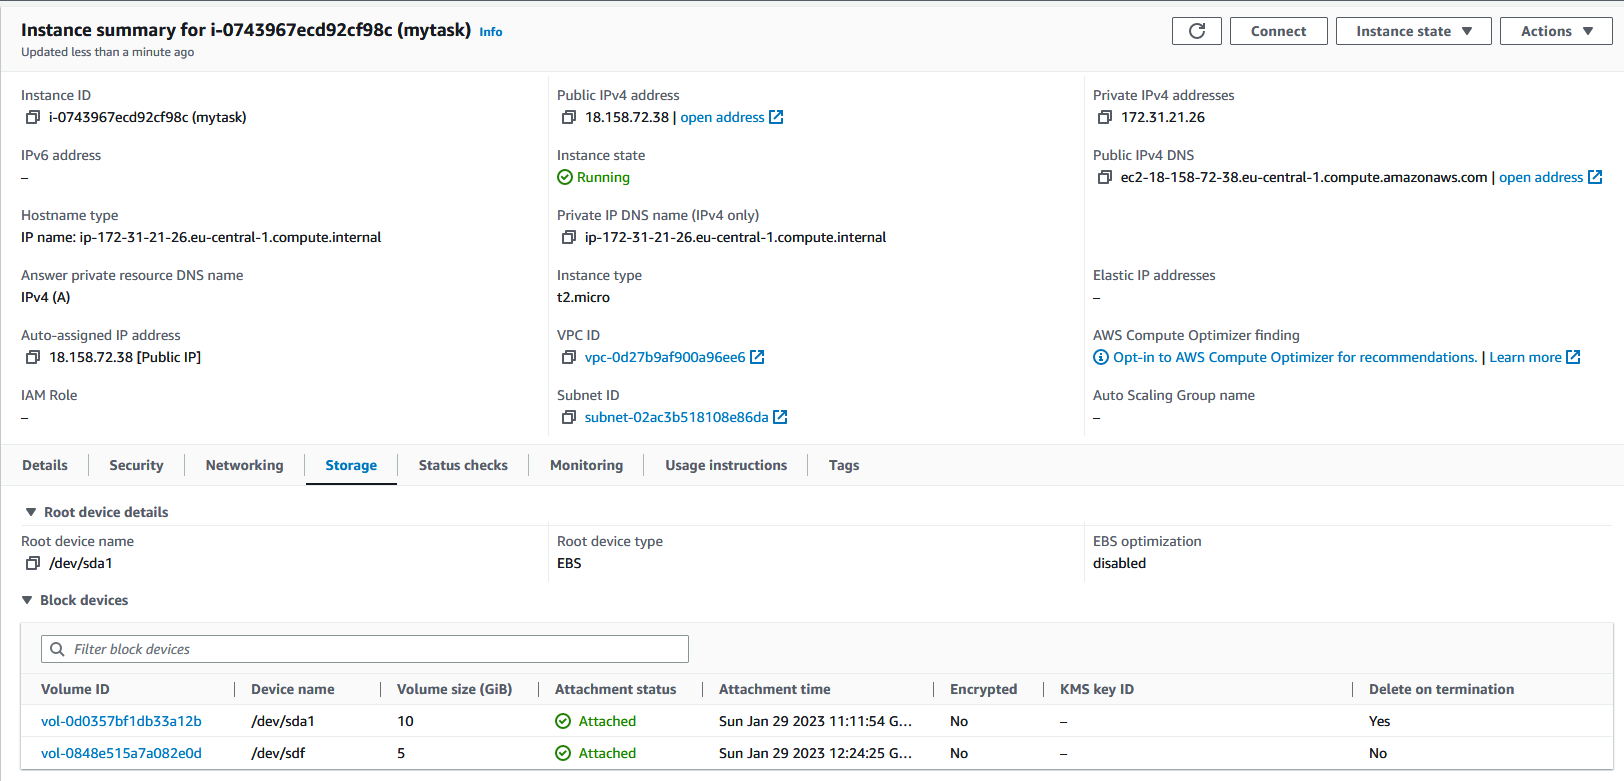 Instance summary for i-0743967ecd92cf98c (mytask) Info
Updated less than a minute ago
Connect
Instance state
Actions
Instance ID
i-0743967ecd92cf98c (mytask)
Public IPv4 address
18.158.72.38 | open address
Private IPv4 addresses
172.31.21.26
IPv6 address
–
Instance state
Running
Public IPv4 DNS
ec2-18-158-72-38.eu-central-1.compute.amazonaws.com | open address
Hostname type
IP name: ip-172-31-21-26.eu-central-1.compute.internal
Private IP DNS name (IPv4 only)
ip-172-31-21-26.eu-central-1.compute.internal
Answer private resource DNS name
IPv4 (A)
Instance type
t2.micro
Elastic IP addresses
–
Auto-assigned IP address
18.158.72.38 [Public IP]
VPC ID
vpc-0d27b9af900a96ee6
AWS Compute Optimizer finding
Opt-in to AWS Compute Optimizer for recommendations. | Learn more
IAM Role
–
Subnet ID
subnet-02ac3b518108e86da
Auto Scaling Group name
–
Details Security Networking Storage Status checks Monitoring Usage instructions Tags
Root device details
Root device name
/dev/sda1
Root device type
EBS
EBS optimization
disabled
Block devices
Filter block devices
Volume ID Device name Volume size (GiB) Attachment status Attachment time Encrypted KMS key ID Delete on termination
vol-0d0357bf1db33a12b /dev/sda1 10 Attached Sun Jan 29 2023 11:11:54 G... No – Yes
vol-0848e515a7a082e0d /dev/sdf 5 Attached Sun Jan 29 2023 12:24:25 G... No – No